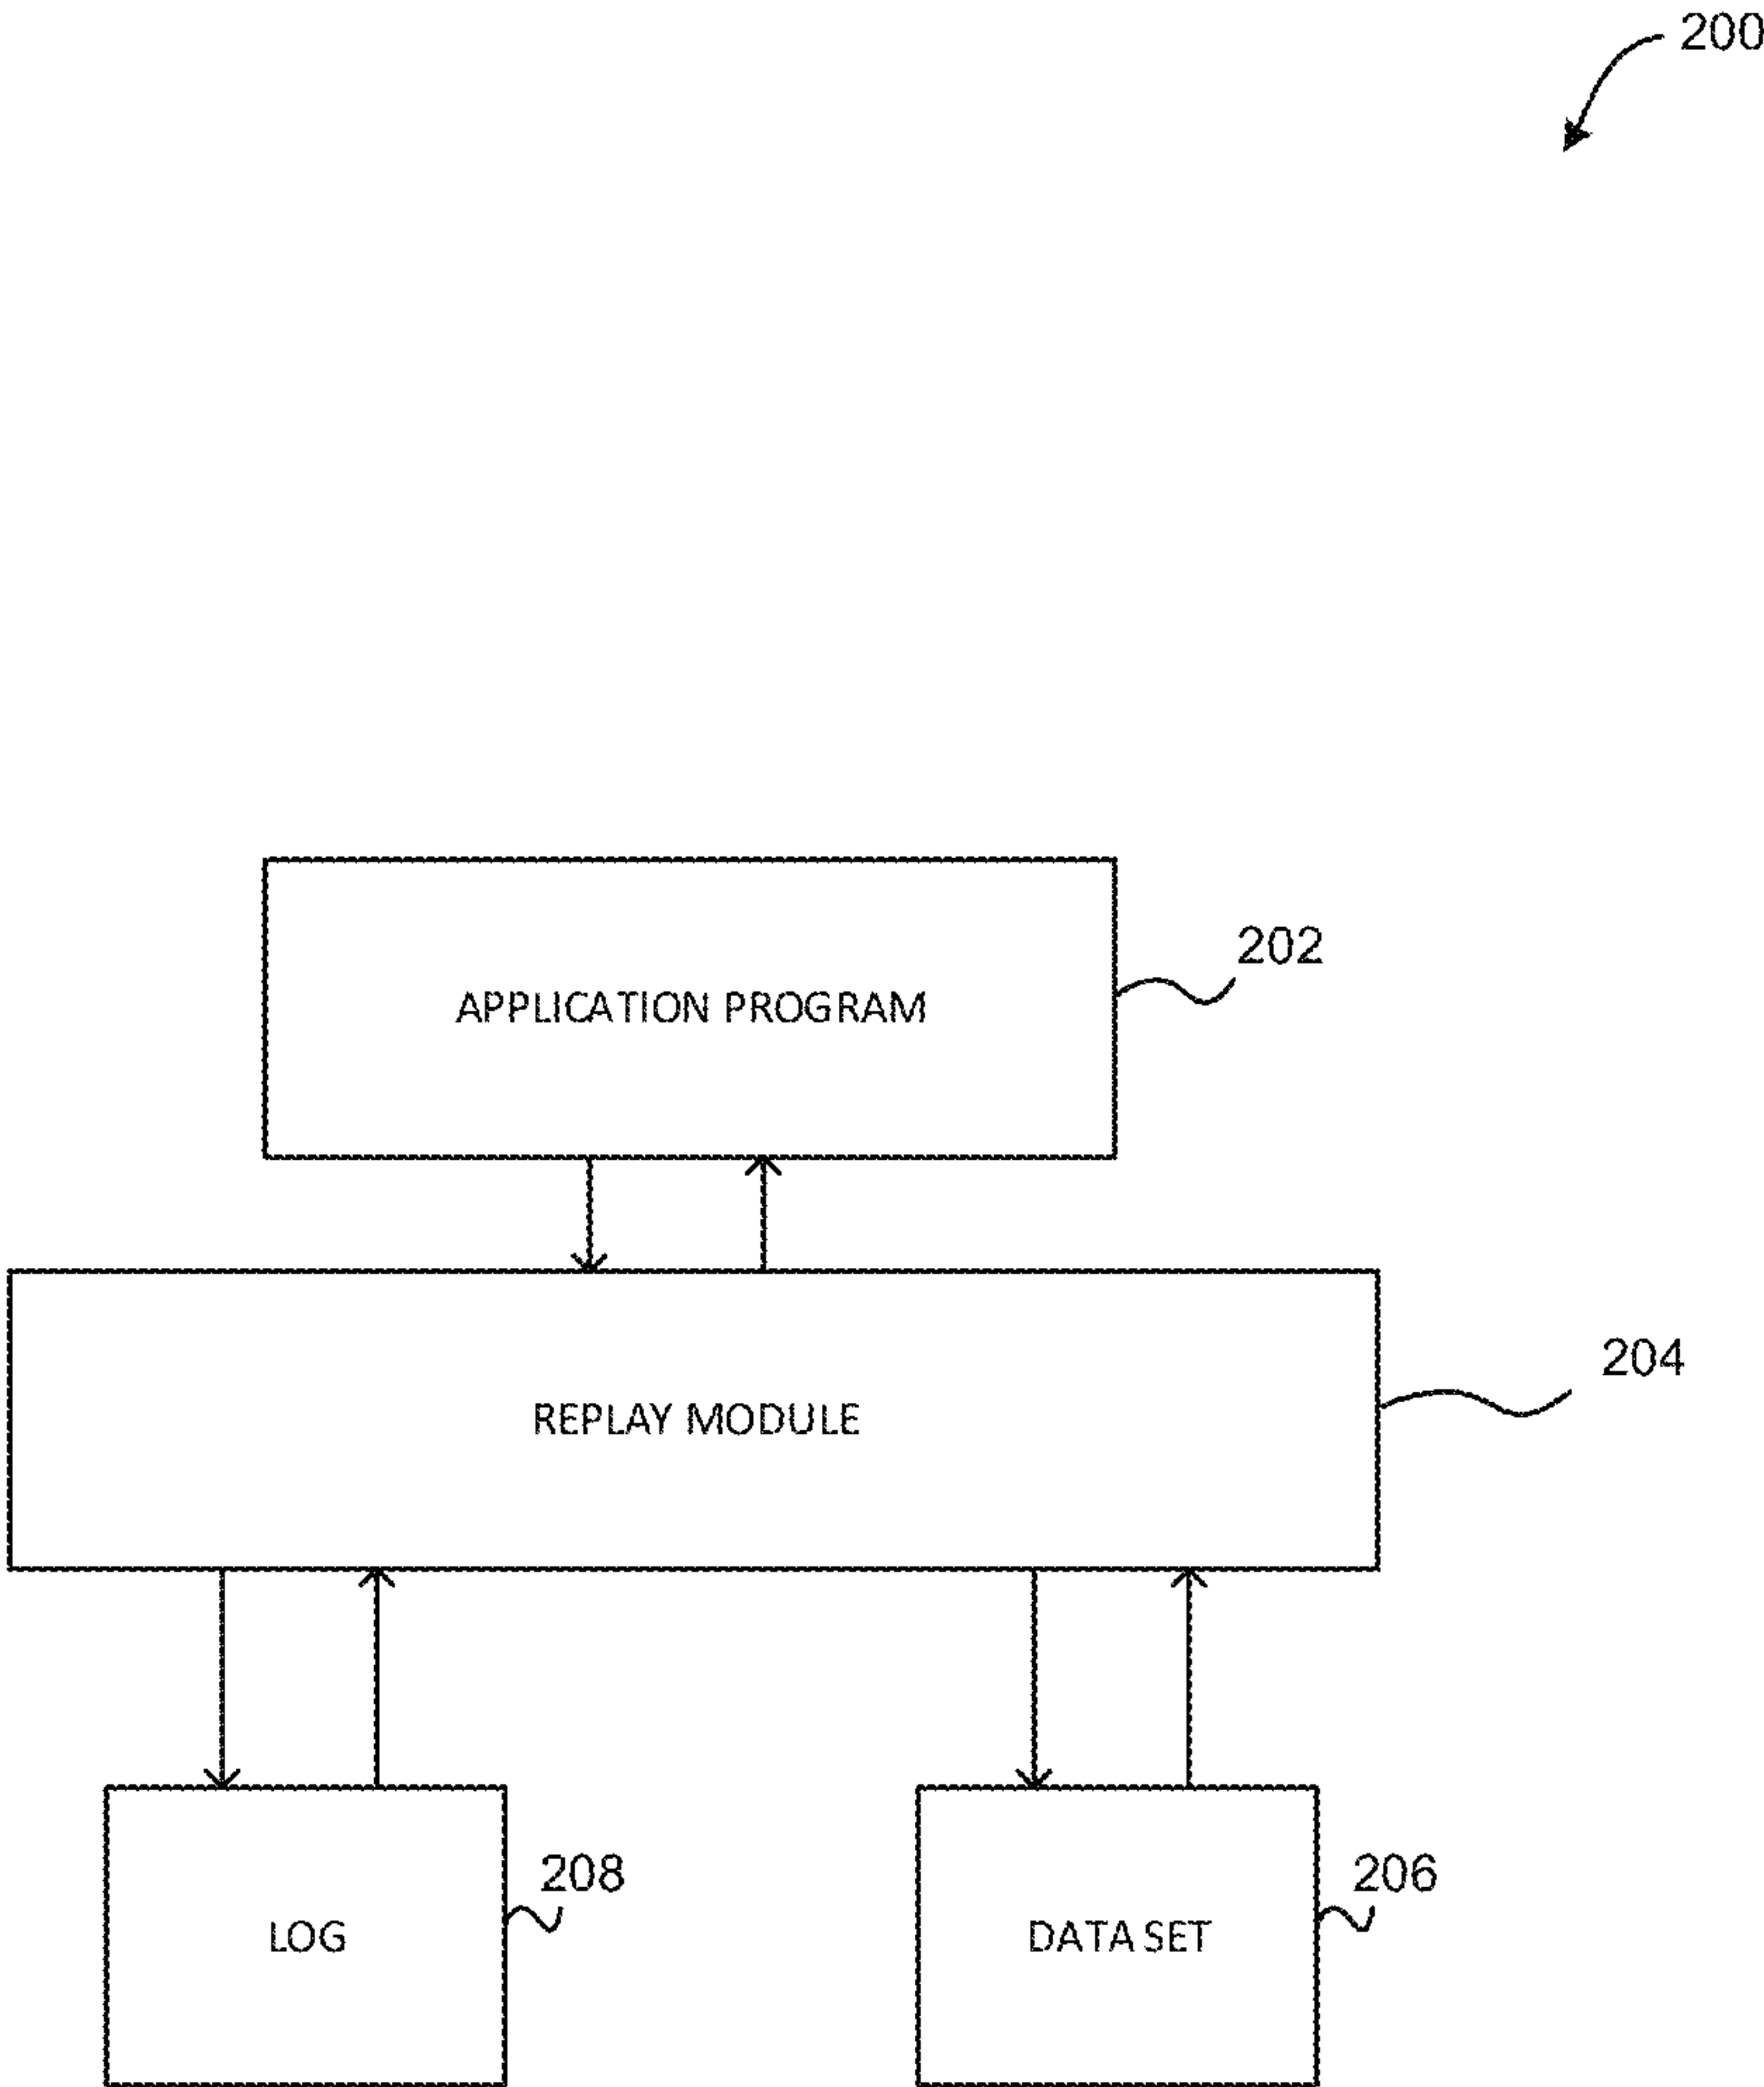 200
202
APPLICATION PROGRAM
204
REPLAY MODULE
208
206
LOG
DATA SET